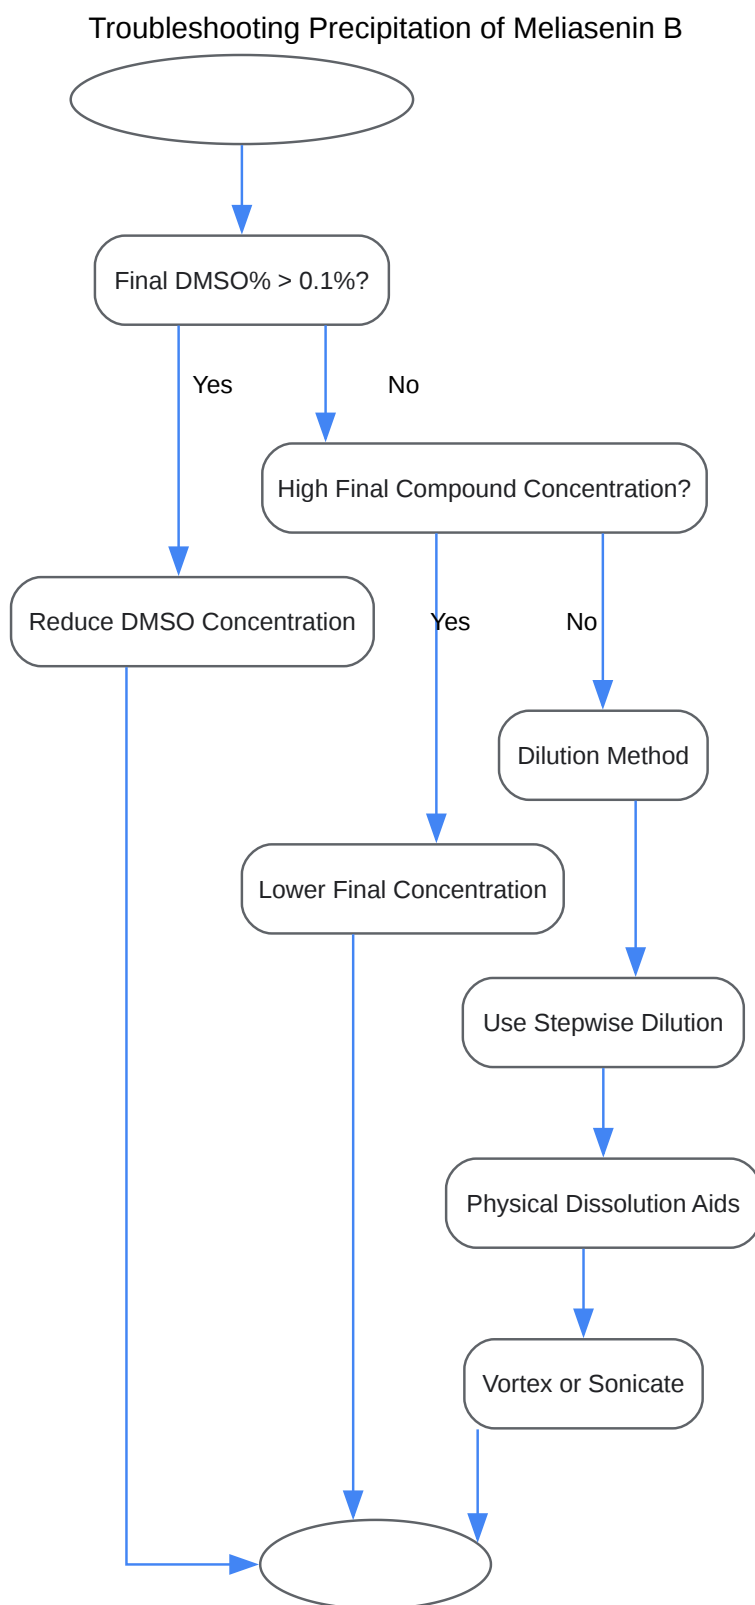 Troubleshooting Precipitation of Meliasenin B
Final DMSO% > 0.1%?
Yes
No
High Final Compound Concentration?
Reduce DMSO Concentration
Yes
No
Dilution Method
Lower Final Concentration
Use Stepwise Dilution
Physical Dissolution Aids
Vortex or Sonicate